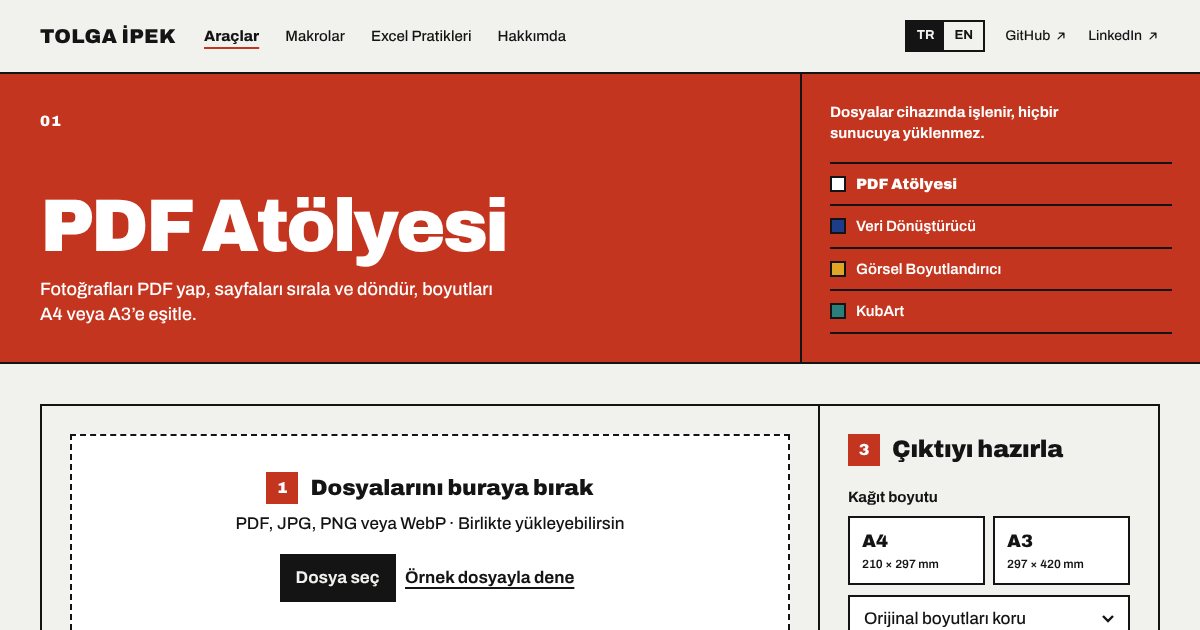 TOLGA İPEK
Araçlar
Makrolar
Excel Pratikleri
Hakkımda
TR
EN
GitHub ↗
LinkedIn ↗
01
PDF Atölyesi
Fotoğrafları PDF yap, sayfaları sırala ve döndür, boyutları
A4 veya A3’e eşitle.
Dosyalar cihazında işlenir, hiçbir
sunucuya yüklenmez.
PDF Atölyesi
Veri Dönüştürücü
Görsel Boyutlandırıcı
KubArt
1 Dosyalarını buraya bırak
PDF, JPG, PNG veya WebP · Birlikte yükleyebilirsin
Dosya seç
Örnek dosyayla dene
3 Çıktıyı hazırla
Kağıt boyutu
A4
210 × 297 mm
A3
297 × 420 mm
Orijinal boyutları koru